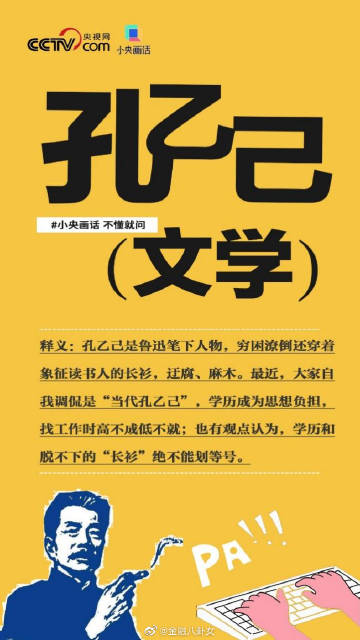 CCTV 央视网
.com
小央画话
孔乙己
#小央画话 不懂就问
(文学)
释义：孔乙己是鲁迅笔下人物，穷困潦倒还穿着
象征读书人的长衫，迂腐、麻木。最近，大家自
我调侃是“当代孔乙己”，学历成为思想负担，
找工作时高不成低不就；也有观点认为，学历和
脱不下的“长衫”绝不能划等号。
PA!!!
@金融八卦女